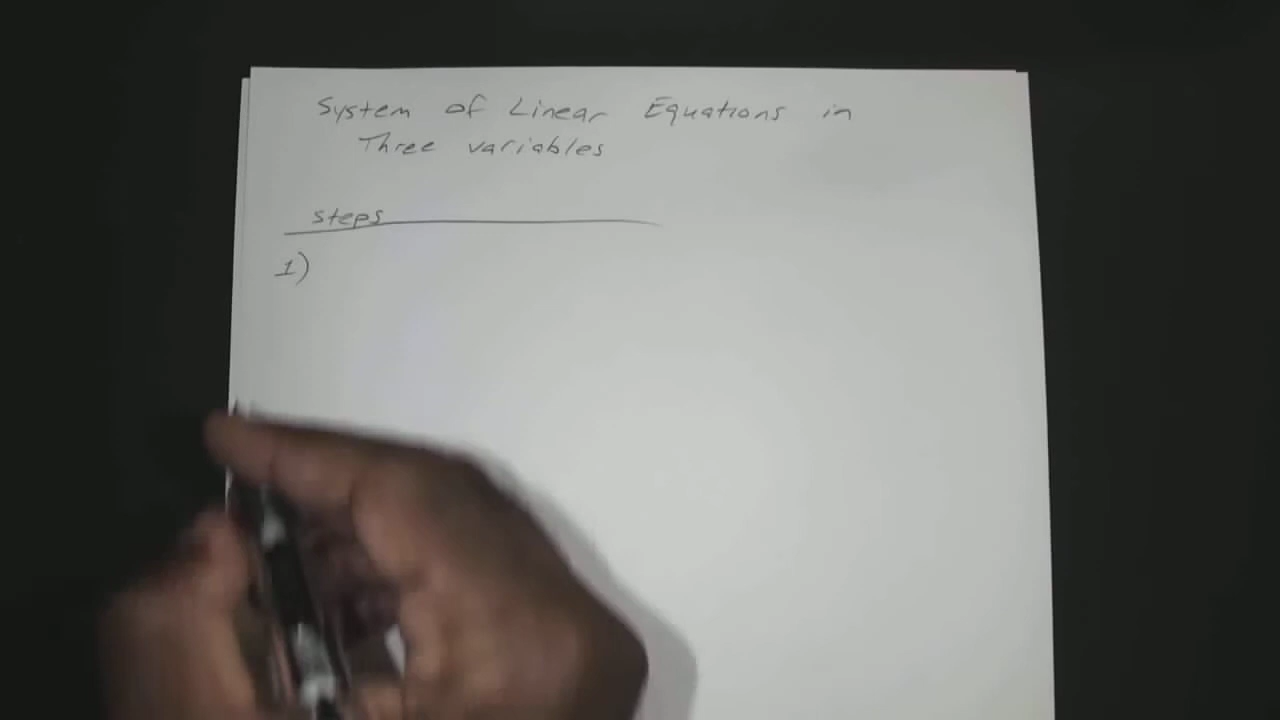 System of Linear Equations in
Three variables
steps
1)